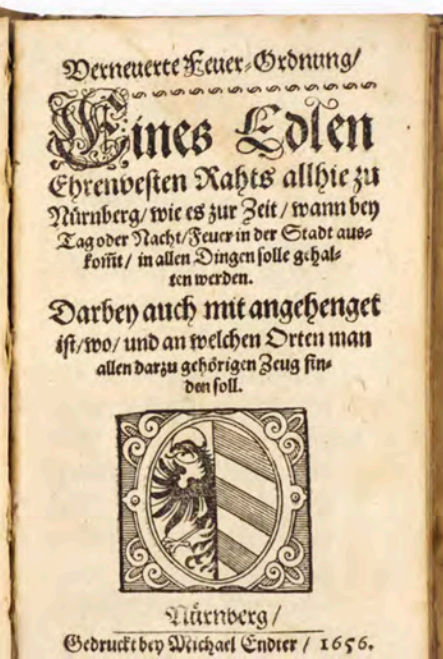 Verneuerte Feuer-Ordnung/
Eines Edlen
Ehrenvesten Rahts allhie zu
Nürnberg/ wie es zur Zeit/ wann bey
Tag oder Nacht/ Feuer in der Stadt aus-
kom̃t/ in allen Dingen solle gehal-
ten werden.
Darbey auch mit angehenget
ist/ wo/ und an welchen Orten man
allen darzu gehörigen Zeug fin-
den soll.
Nürnberg/
Gedruckt bey Michael Endter/ 1656.